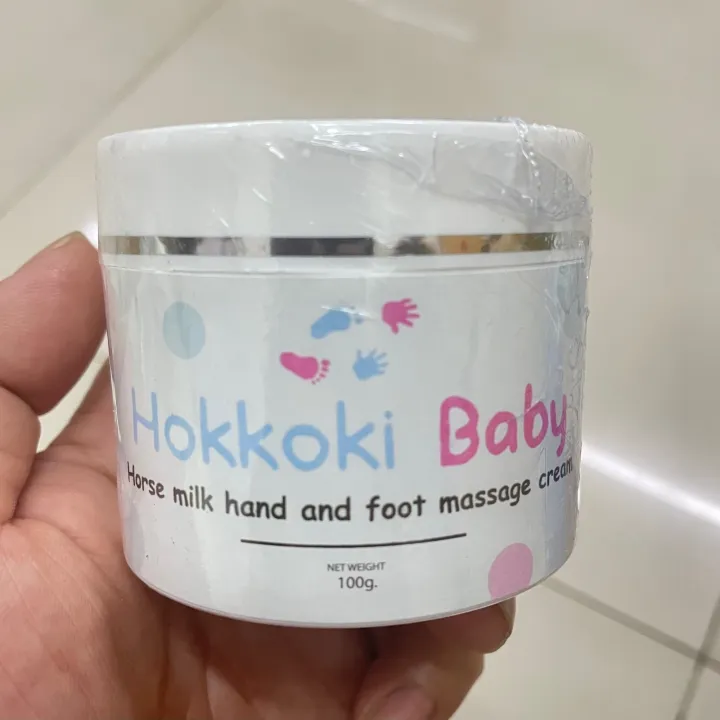 Hokkoki Baby
Horse milk hand and foot massage cream
NET WEIGHT
100g.